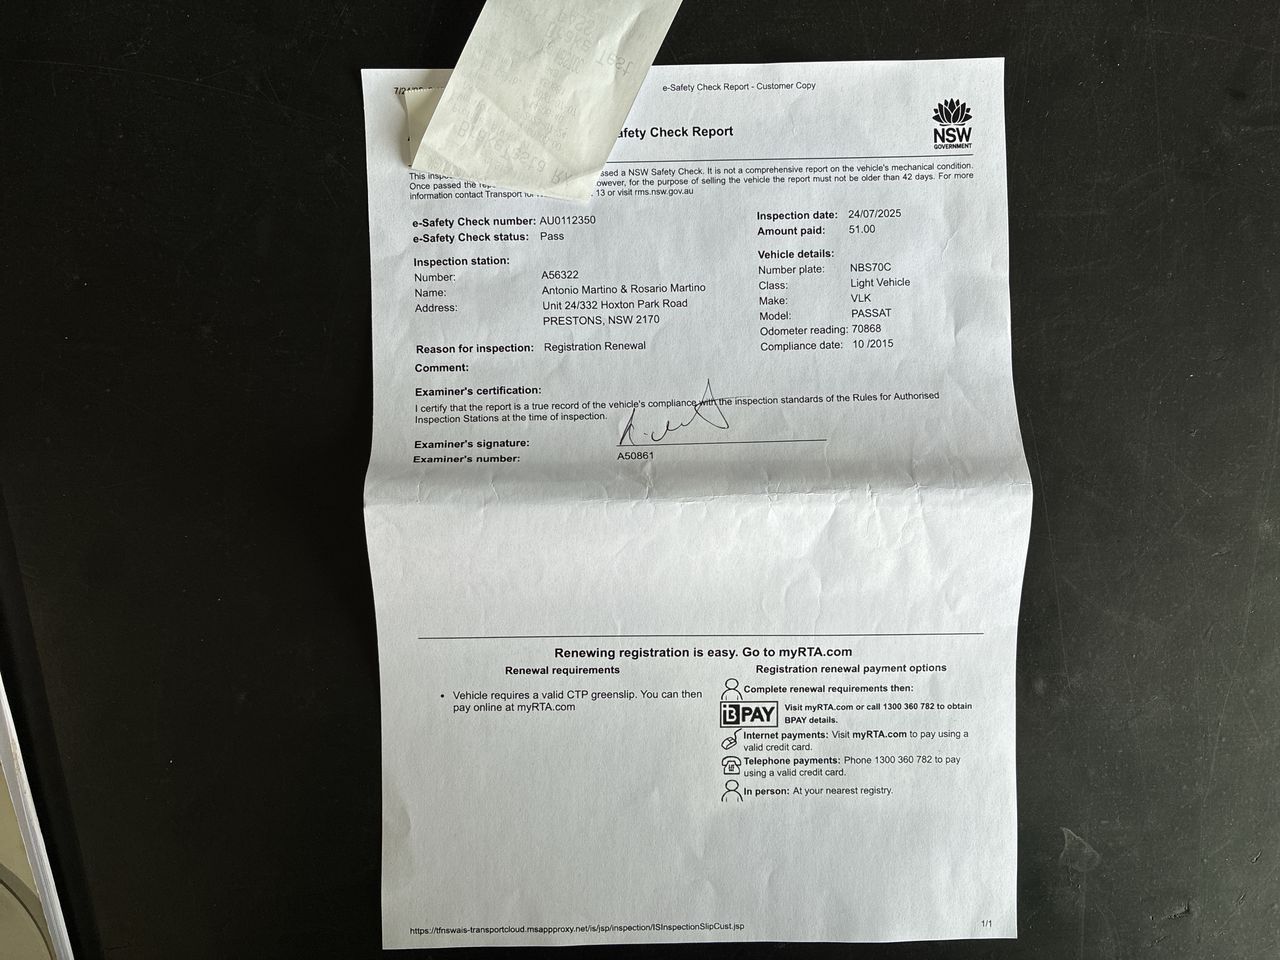 e-Safety Check Report - Customer Copy
Safety Check Report
NSW
GOVERNMENT
This
ssed a NSW Safety Check. It is not a comprehensive report on the vehicle's mechanical condition.
Once passed the
owever, for the purpose of selling the vehicle the report must not be older than 42 days. For more
information contact Transport for
13 or visit rms.nsw.gov.au
e-Safety Check number: AU0112350
e-Safety Check status: Pass
Inspection date: 24/07/2025
Amount paid: 51.00
Inspection station:
Number: A56322
Name: Antonio Martino & Rosario Martino
Address: Unit 24/332 Hoxton Park Road
PRESTONS, NSW 2170
Vehicle details:
Number plate: NBS70C
Class: Light Vehicle
Make: VLK
Model: PASSAT
Odometer reading: 70868
Compliance date: 10 /2015
Reason for inspection: Registration Renewal
Comment:
Examiner's certification:
I certify that the report is a true record of the vehicle's compliance with the inspection standards of the Rules for Authorised
Inspection Stations at the time of inspection.
Examiner's signature:
Examiner's number: A50861
Renewing registration is easy. Go to myRTA.com
Renewal requirements
• Vehicle requires a valid CTP greenslip. You can then
pay online at myRTA.com
Registration renewal payment options
Complete renewal requirements then:
BPAY
Visit myRTA.com or call 1300 360 782 to obtain
BPAY details.
Internet payments: Visit myRTA.com to pay using a
valid credit card.
Telephone payments: Phone 1300 360 782 to pay
using a valid credit card.
In person: At your nearest registry.
https://tfnswais-transportcloud.msappproxy.net/is/jsp/inspection/ISInspectionSlipCust.jsp
1/1